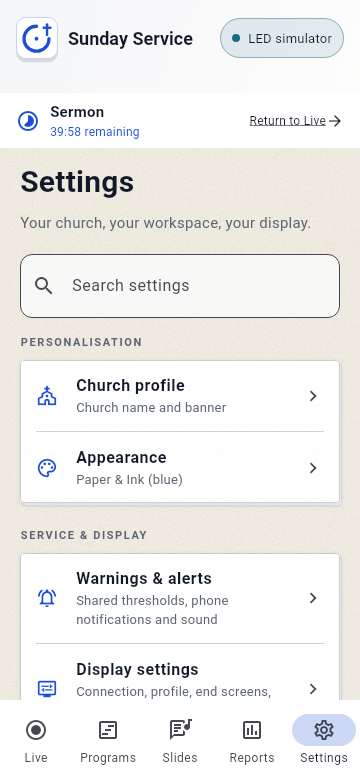 Sunday Service
LED simulator
Sermon
39:58 remaining
Return to Live
Settings
Your church, your workspace, your display.
Search settings
PERSONALISATION
Church profile
Church name and banner
Appearance
Paper & Ink (blue)
SERVICE & DISPLAY
Warnings & alerts
Shared thresholds, phone
notifications and sound
Display settings
Connection, profile, end screens,
Live
Programs
Slides
Reports
Settings